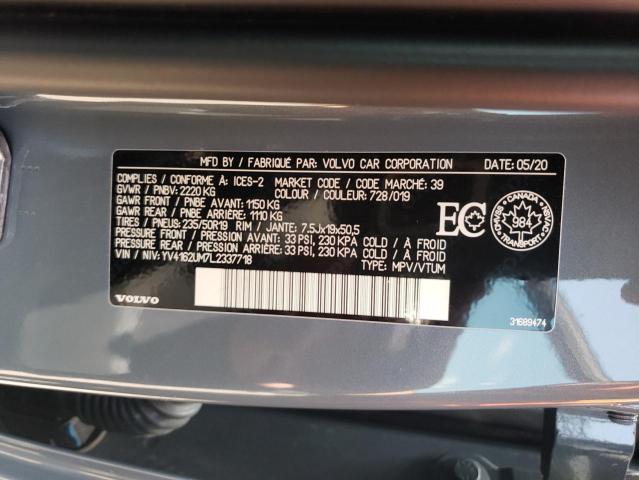 MFD BY / FABRIQUÉ PAR: VOLVO CAR CORPORATION DATE: 05/20
COMPLIES / CONFORME À: ICES-2 MARKET CODE / CODE MARCHÉ: 39
GVWR / PNBV: 2220 KG COLOUR / COULEUR: 728/019
GAWR FRONT / PNBE AVANT: 1150 KG
GAWR REAR / PNBE ARRIÈRE: 1110 KG
TIRES / PNEUS: 235/50R19 RIM / JANTE: 7.5Jx19x50,5
PRESSURE FRONT / PRESSION AVANT: 33 PSI, 230 KPA COLD / À FROID
PRESSURE REAR / PRESSION ARRIÈRE: 33 PSI, 230 KPA COLD / À FROID
VIN / NIV: YV4162UM7L2337718 TYPE: MPV/VTUM
EC
CANADA
984
TRANSPORT
VOLVO
31689474